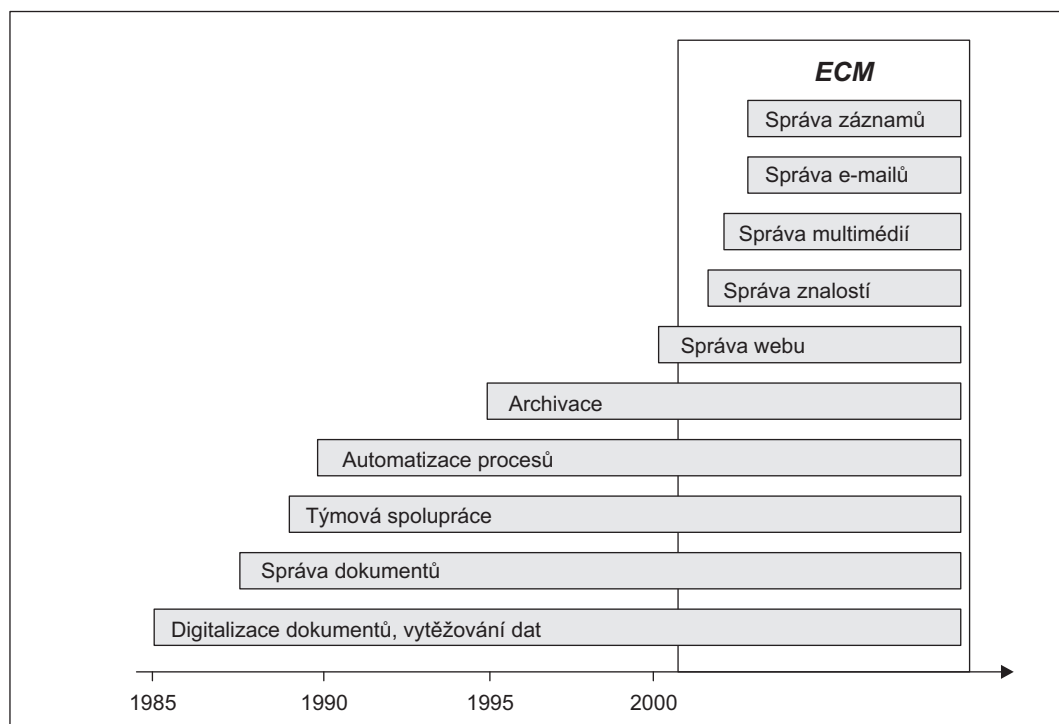 ECM
Správa záznamů
Správa e-mailů
Správa multimédií
Správa znalostí
Správa webu
Archivace
Automatizace procesů
Týmová spolupráce
Správa dokumentů
Digitalizace dokumentů, vytěžování dat
1985 1990 1995 2000